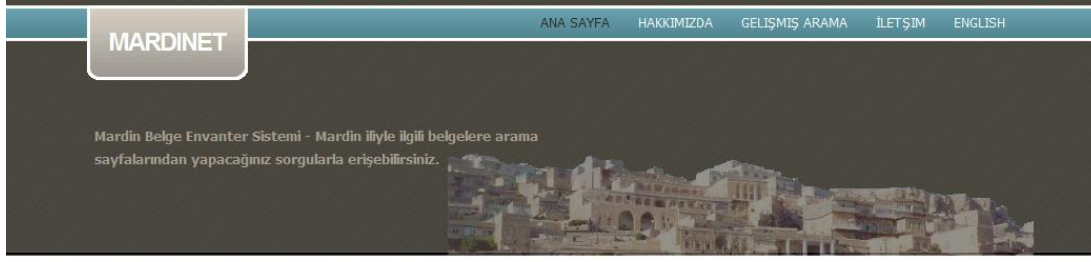 ANA SAYFA HAKKIMIZDA GELIŞMIŞ ARAMA İLETŞIM ENGLISH
MARDINET
Mardin Belge Envanter Sistemi - Mardin iliyle ilgili belgelere arama
sayfalarından yapacağınız sorgularla erişebilirsiniz.